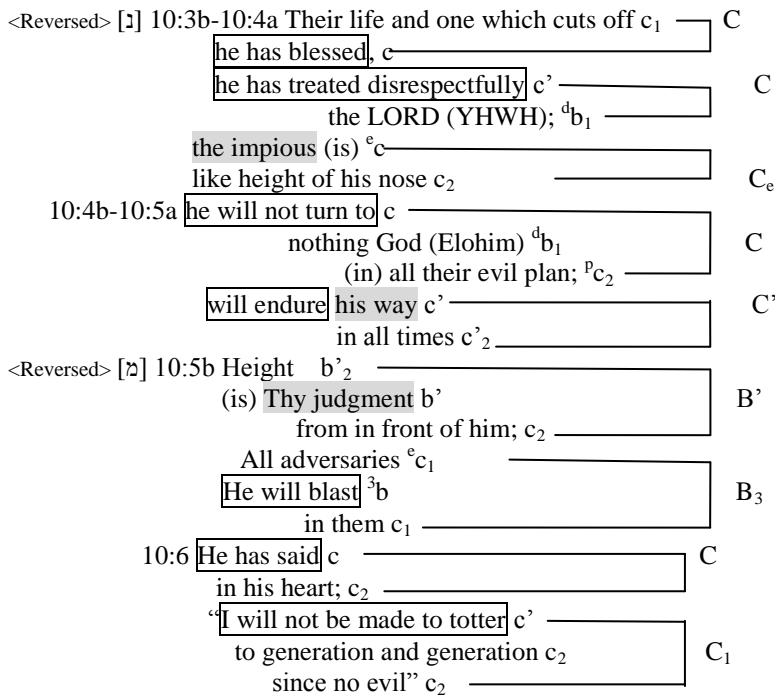 <Reversed> [נ] 10:3b-10:4a Their life and one which cuts off c₁ C
he has blessed, c
he has treated disrespectfully c’ C
the LORD (YHWH); ᵈb₁
the impious (is) ᵉc
like height of his nose c₂ Cₑ
10:4b-10:5a he will not turn to c
nothing God (Elohim) ᵈb₁ C
(in) all their evil plan; ᵖc₂
will endure his way c’ C’
in all times c’₂
<Reversed> [מ] 10:5b Height b’₂
(is) Thy judgment b’ B’
from in front of him; c₂
All adversaries ᵉc₁
He will blast ³b B₃
in them c₁
10:6 He has said c C
in his heart; c₂
“I will not be made to totter c’
to generation and generation c₂ C₁
since no evil” c₂